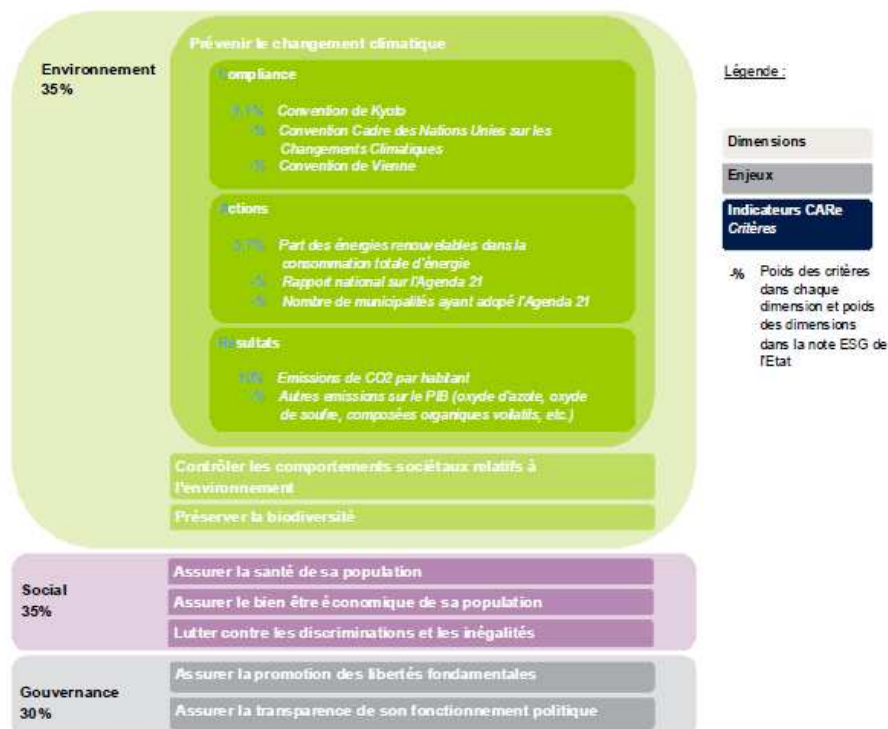 Environnement
35%
Prévenir le changement climatique
Compliance
Convention de Kyoto
-% Convention Cadre des Nations Unies sur les
Changements Climatiques
-% Convention de Vienne
Actions
Part des énergies renouvelables dans la
consommation totale d'énergie
-% Rapport national sur l'Agenda 21
-% Nombre de municipalités ayant adopé l'Agenda 21
Résultats
10% Emissions de CO2 par habitant
-% Autres emissions sur le PIB (oxyde d'azote, oxyde
de soufre, composées organiques volatils, etc.)
Contrôler les comportements sociétaux relatifs à
l'environnement
Préserver la biodiversité
Social
35%
Assurer la santé de sa population
Assurer le bien être économique de sa population
Lutter contre les discriminations et les inégalités
Gouvernance
30%
Assurer la promotion des libertés fondamentales
Assurer la transparence de son fonctionnement politique
Légende :
Dimensions
Enjeux
Indicateurs CARe
Critères
-% Poids des critères
dans chaque
dimension et poids
des dimensions
dans la note ESG de
l'Etat